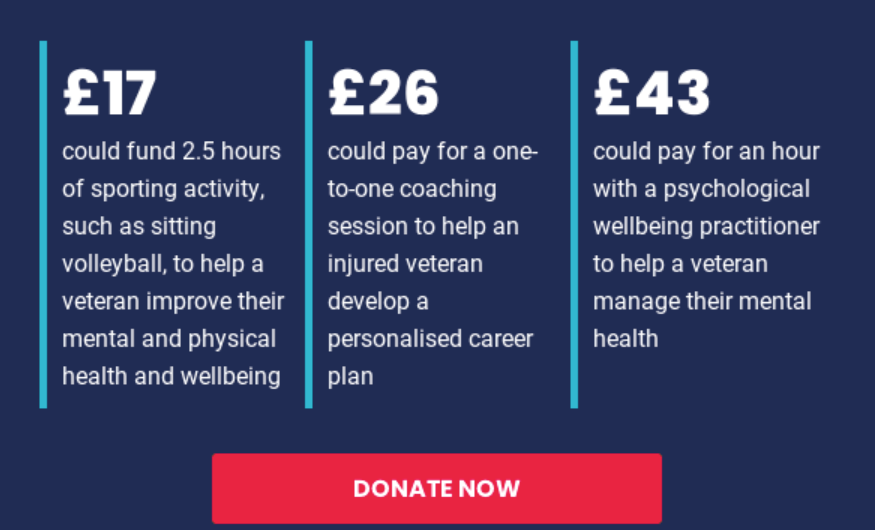 £17
could fund 2.5 hours
of sporting activity,
such as sitting
volleyball, to help a
veteran improve their
mental and physical
health and wellbeing
£26
could pay for a one-
to-one coaching
session to help an
injured veteran
develop a
personalised career
plan
£43
could pay for an hour
with a psychological
wellbeing practitioner
to help a veteran
manage their mental
health
DONATE NOW